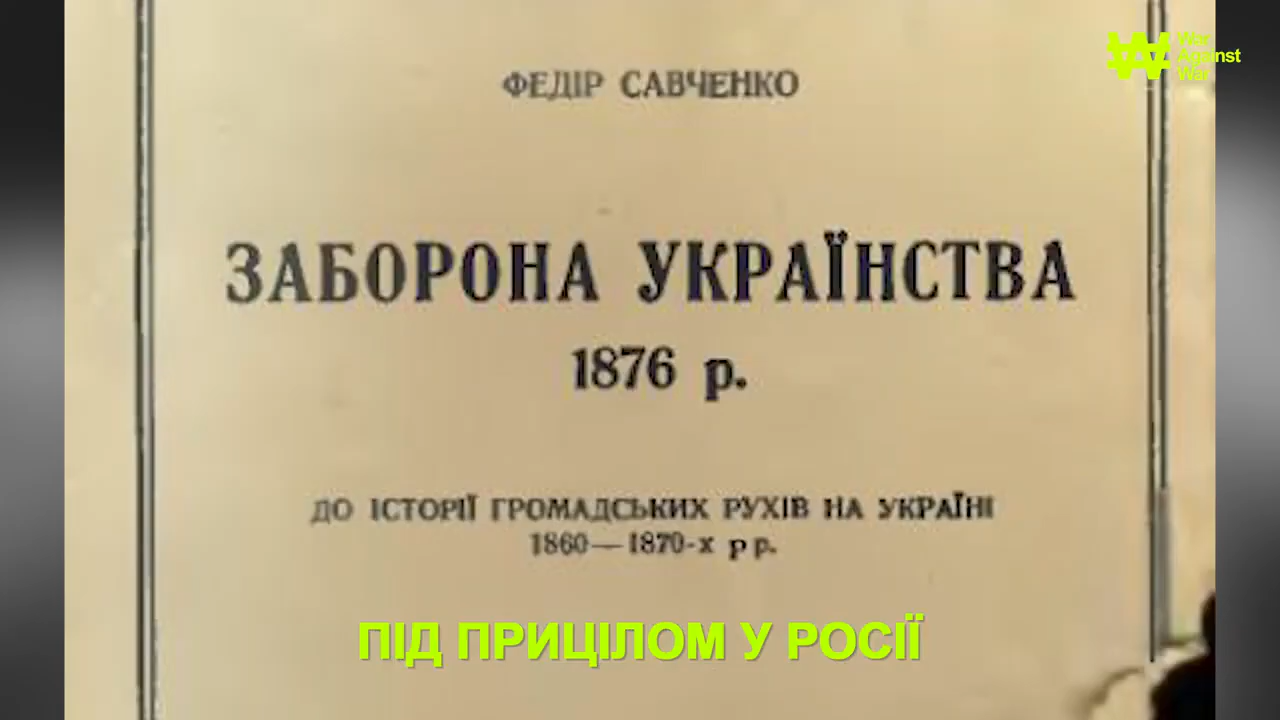 War
Against
War
ФЕДІР САВЧЕНКО
ЗАБОРОНА УКРАЇНСТВА
1876 р.
ДО ІСТОРІЇ ГРОМАДСЬКИХ РУХІВ НА УКРАЇНІ
1860—1870-х рр.
ПІД ПРИЦІЛОМ У РОСІЇ